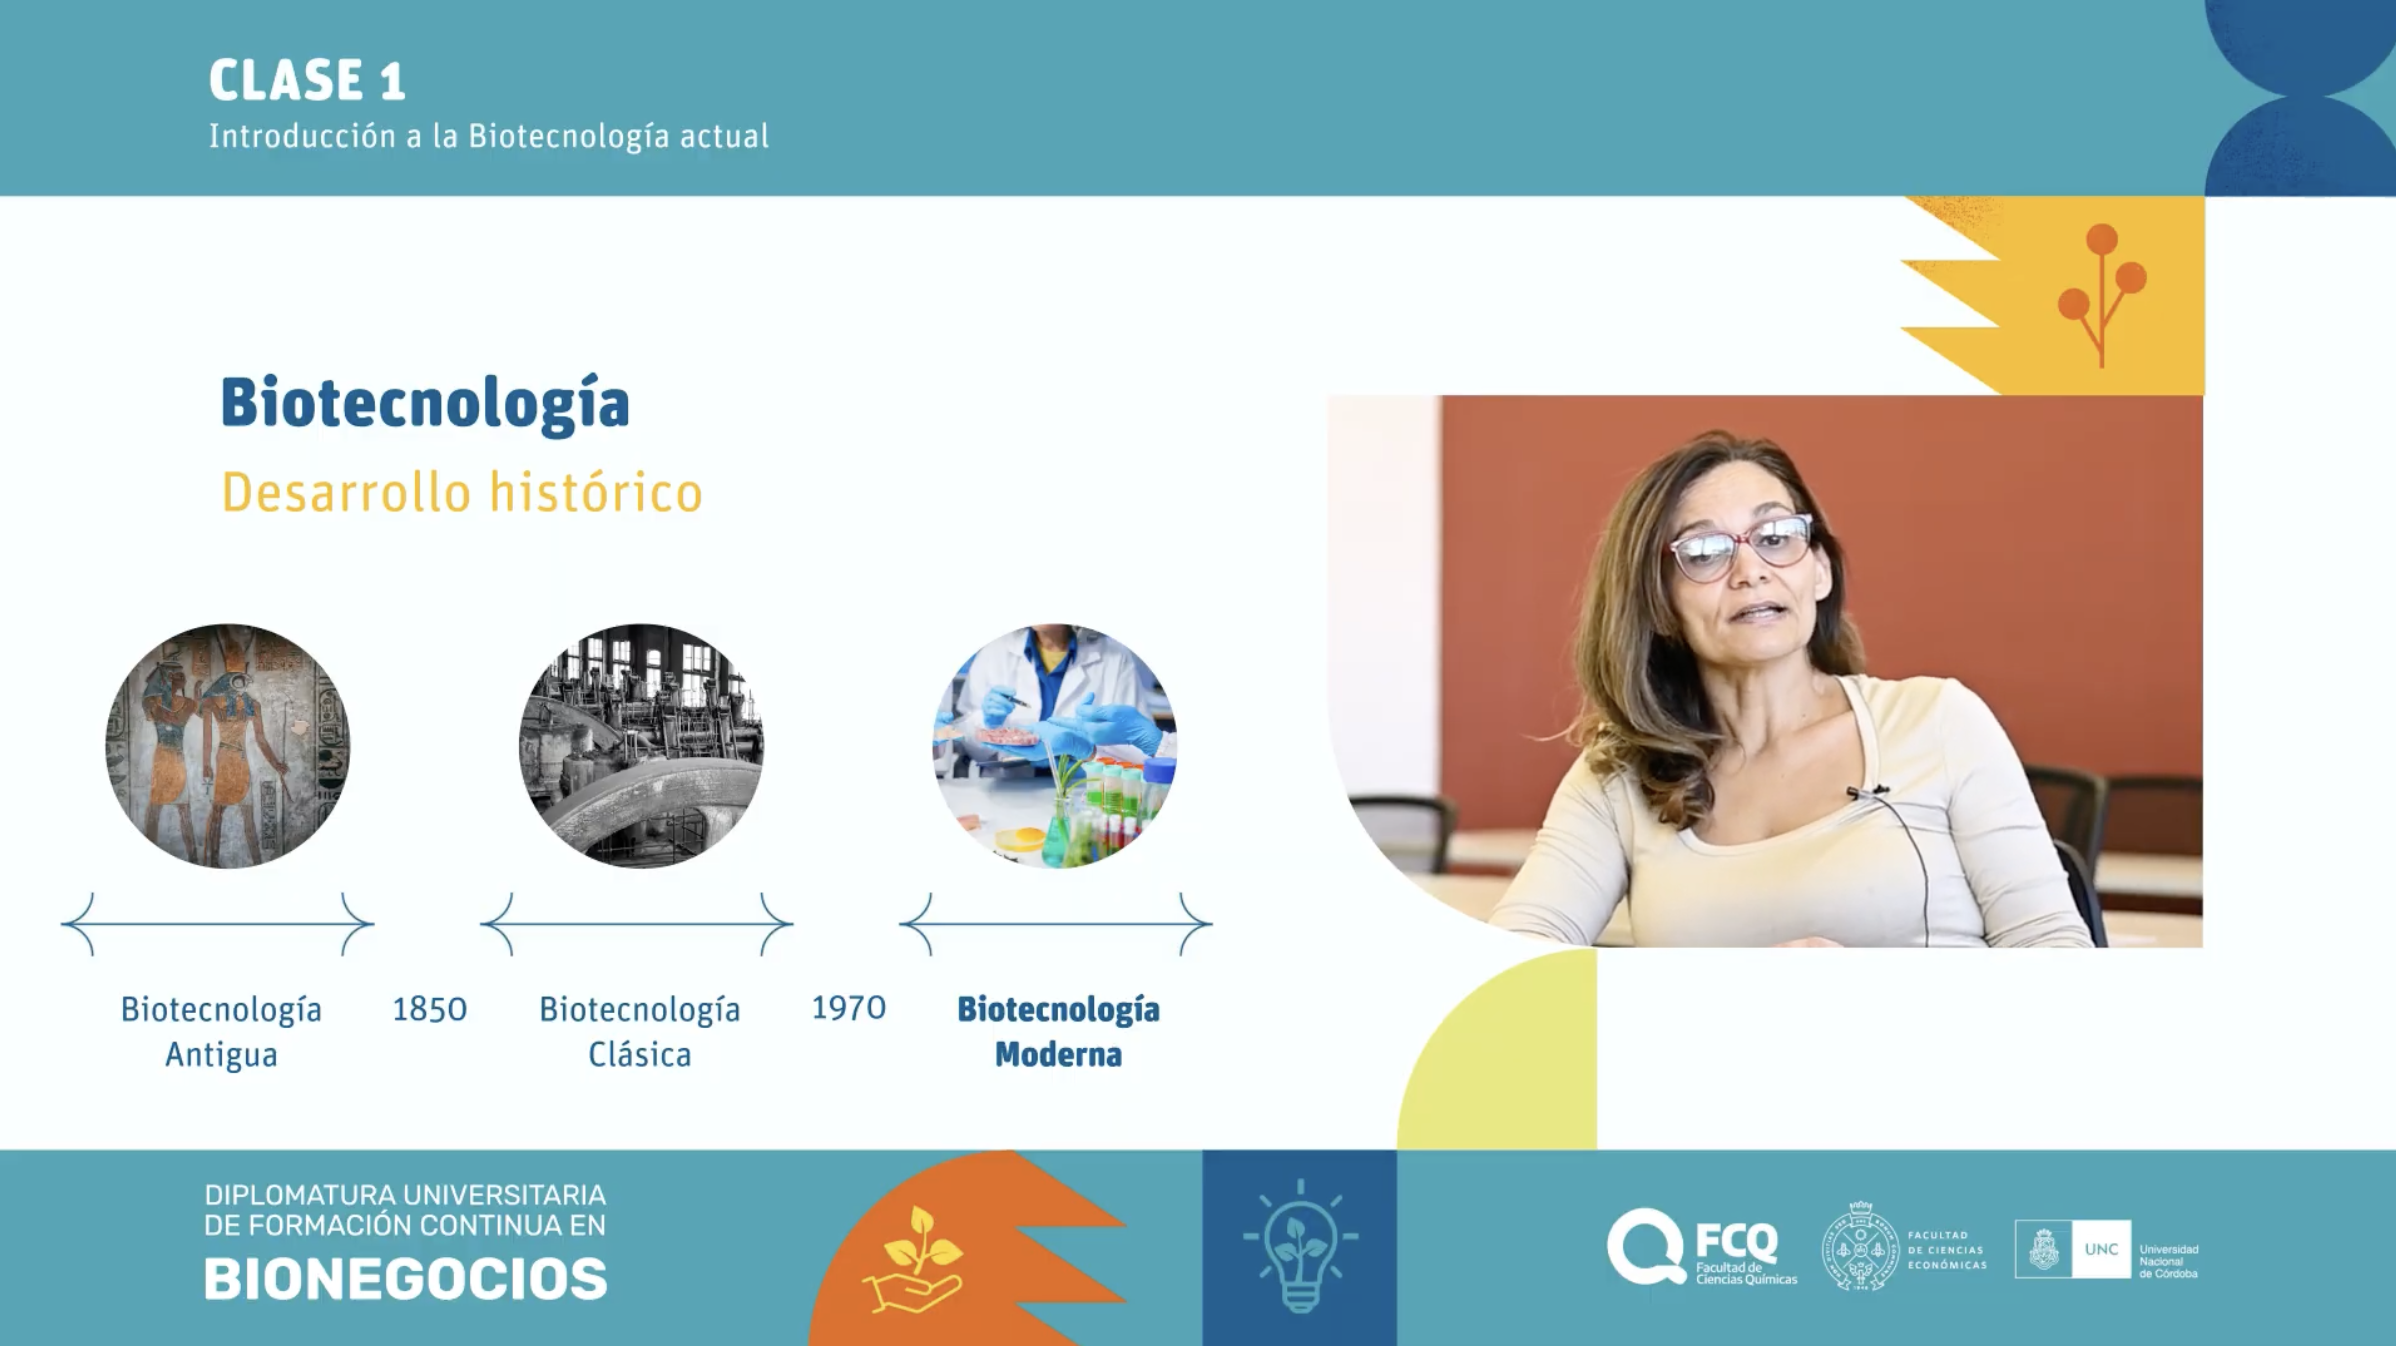 CLASE 1
Introducción a la Biotecnología actual
Biotecnología
Desarrollo histórico
Biotecnología
Antigua
1850
Biotecnología
Clásica
1970
Biotecnología
Moderna
DIPLOMATURA UNIVERSITARIA
DE FORMACIÓN CONTINUA EN
BIONEGOCIOS
FCQ
Facultad de
Ciencias Químicas
FACULTAD
DE CIENCIAS
ECONÓMICAS
UNC
Universidad
Nacional
de Córdoba